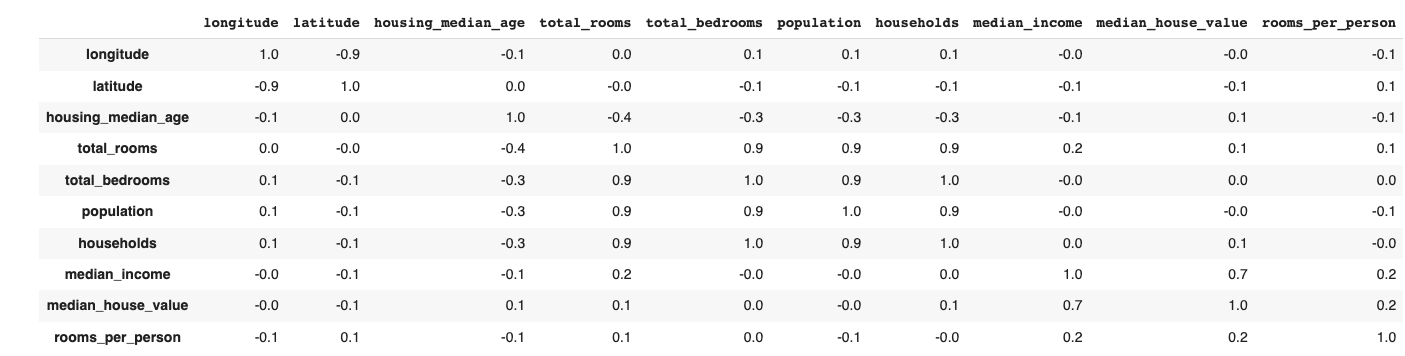 longitude latitude housing_median_age total_rooms total_bedrooms population households median_income median_house_value rooms_per_person
longitude 1.0 -0.9 -0.1 0.0 0.1 0.1 0.1 -0.0 -0.0 -0.1
latitude -0.9 1.0 0.0 -0.0 -0.1 -0.1 -0.1 -0.1 -0.1 0.1
housing_median_age -0.1 0.0 1.0 -0.4 -0.3 -0.3 -0.3 -0.1 0.1 -0.1
total_rooms 0.0 -0.0 -0.4 1.0 0.9 0.9 0.9 0.2 0.1 0.1
total_bedrooms 0.1 -0.1 -0.3 0.9 1.0 0.9 1.0 -0.0 0.0 0.0
population 0.1 -0.1 -0.3 0.9 0.9 1.0 0.9 -0.0 -0.0 -0.1
households 0.1 -0.1 -0.3 0.9 1.0 0.9 1.0 0.0 0.1 -0.0
median_income -0.0 -0.1 -0.1 0.2 -0.0 -0.0 0.0 1.0 0.7 0.2
median_house_value -0.0 -0.1 0.1 0.1 0.0 -0.0 0.1 0.7 1.0 0.2
rooms_per_person -0.1 0.1 -0.1 0.1 0.0 -0.1 -0.0 0.2 0.2 1.0